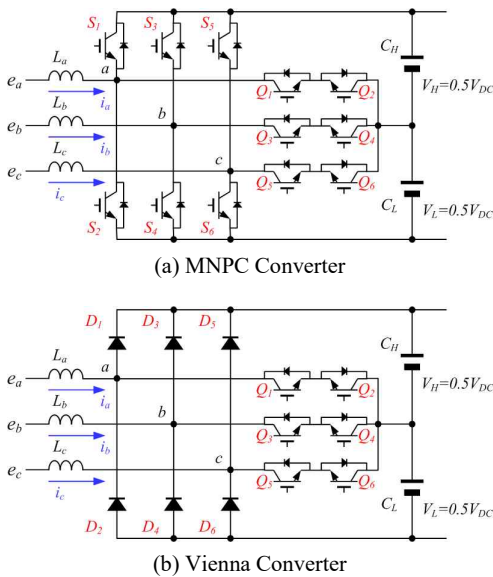 S1 S3 S5
CH
La
a
Q1 Q2
ea
ia
VH=0.5VDC
Lb
b
Q3 Q4
eb
ib
Lc
c
Q5 Q6
ec
ic
CL
VL=0.5VDC
S2 S4 S6
(a) MNPC Converter
D1 D3 D5
CH
La
a
Q1 Q2
ea
ia
VH=0.5VDC
Lb
b
Q3 Q4
eb
ib
Lc
c
Q5 Q6
ec
ic
CL
VL=0.5VDC
D2 D4 D6
(b) Vienna Converter